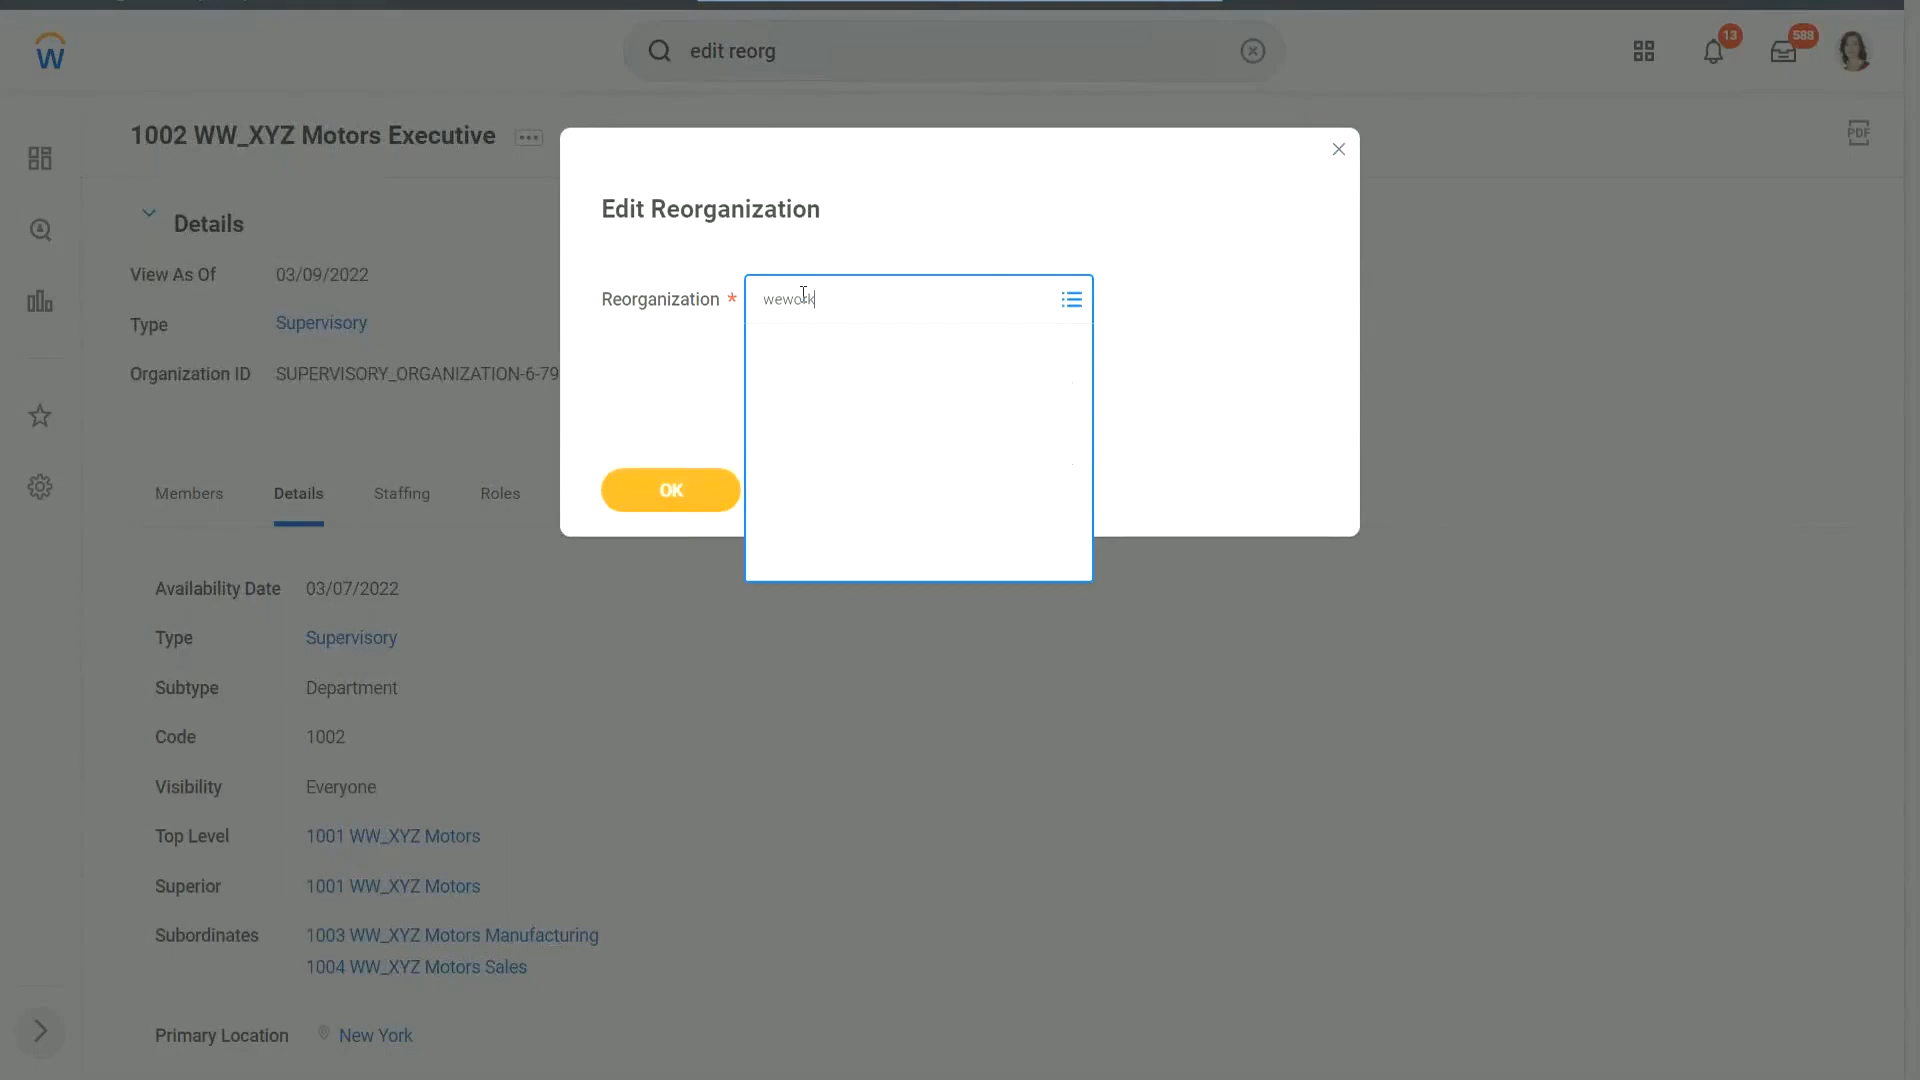 W
edit reorg
13
588
1002 WW_XYZ Motors Executive
PDF
Details
View As Of 03/09/2022
Type Supervisory
Organization ID SUPERVISORY_ORGANIZATION-6-79
Members Details Staffing Roles
Availability Date 03/07/2022
Type Supervisory
Subtype Department
Code 1002
Visibility Everyone
Top Level 1001 WW_XYZ Motors
Superior 1001 WW_XYZ Motors
Subordinates 1003 WW_XYZ Motors Manufacturing
1004 WW_XYZ Motors Sales
Primary Location New York
Edit Reorganization
Reorganization * wework
OK